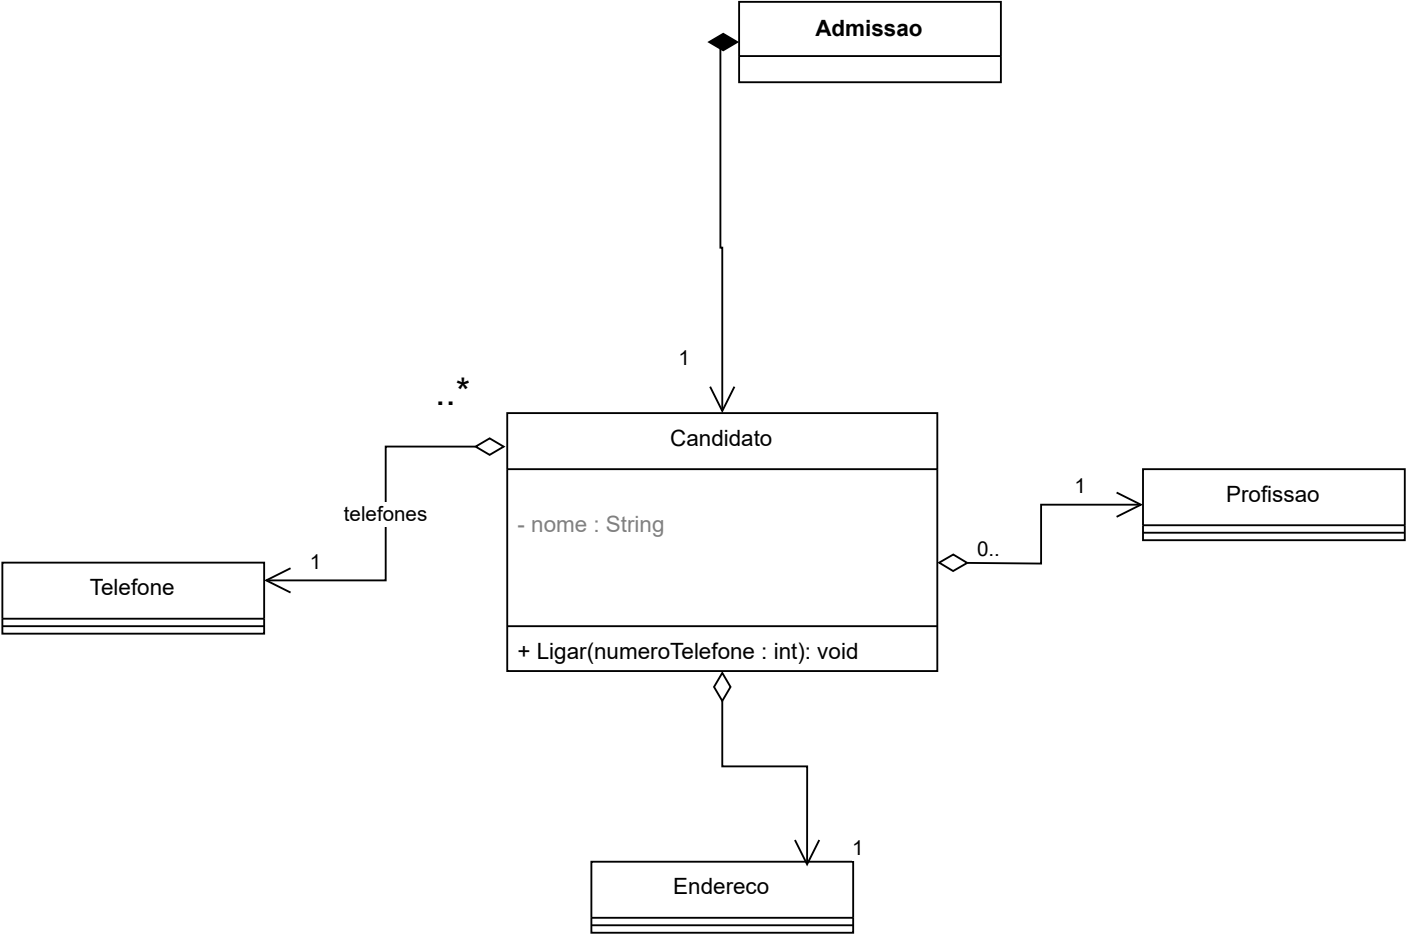 Admissao
1
..*
Candidato
- nome : String
+ Ligar(numeroTelefone : int): void
telefones
1
Telefone
1
0..
Profissao
1
Endereco